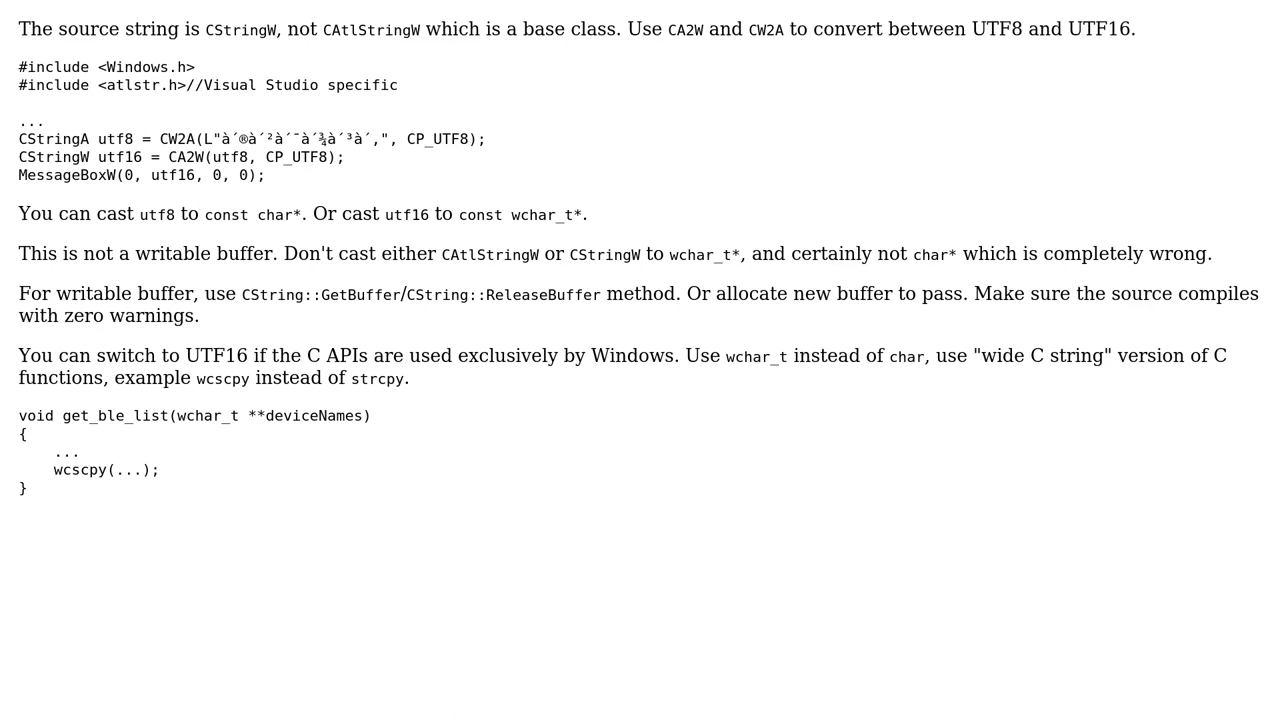 The source string is CStringW, not CAtlStringW which is a base class. Use CA2W and CW2A to convert between UTF8 and UTF16.
#include <Windows.h>
#include <atlstr.h>//Visual Studio specific
...
CStringA utf8 = CW2A(L"à´®à´²à´¯à´¾à´³à´‚", CP_UTF8);
CStringW utf16 = CA2W(utf8, CP_UTF8);
MessageBoxW(0, utf16, 0, 0);
You can cast utf8 to const char*. Or cast utf16 to const wchar_t*.
This is not a writable buffer. Don't cast either CAtlStringW or CStringW to wchar_t*, and certainly not char* which is completely wrong.
For writable buffer, use CString::GetBuffer/CString::ReleaseBuffer method. Or allocate new buffer to pass. Make sure the source compiles
with zero warnings.
You can switch to UTF16 if the C APIs are used exclusively by Windows. Use wchar_t instead of char, use "wide C string" version of C
functions, example wcscpy instead of strcpy.
void get_ble_list(wchar_t **deviceNames)
{
    ...
    wcscpy(...);
}